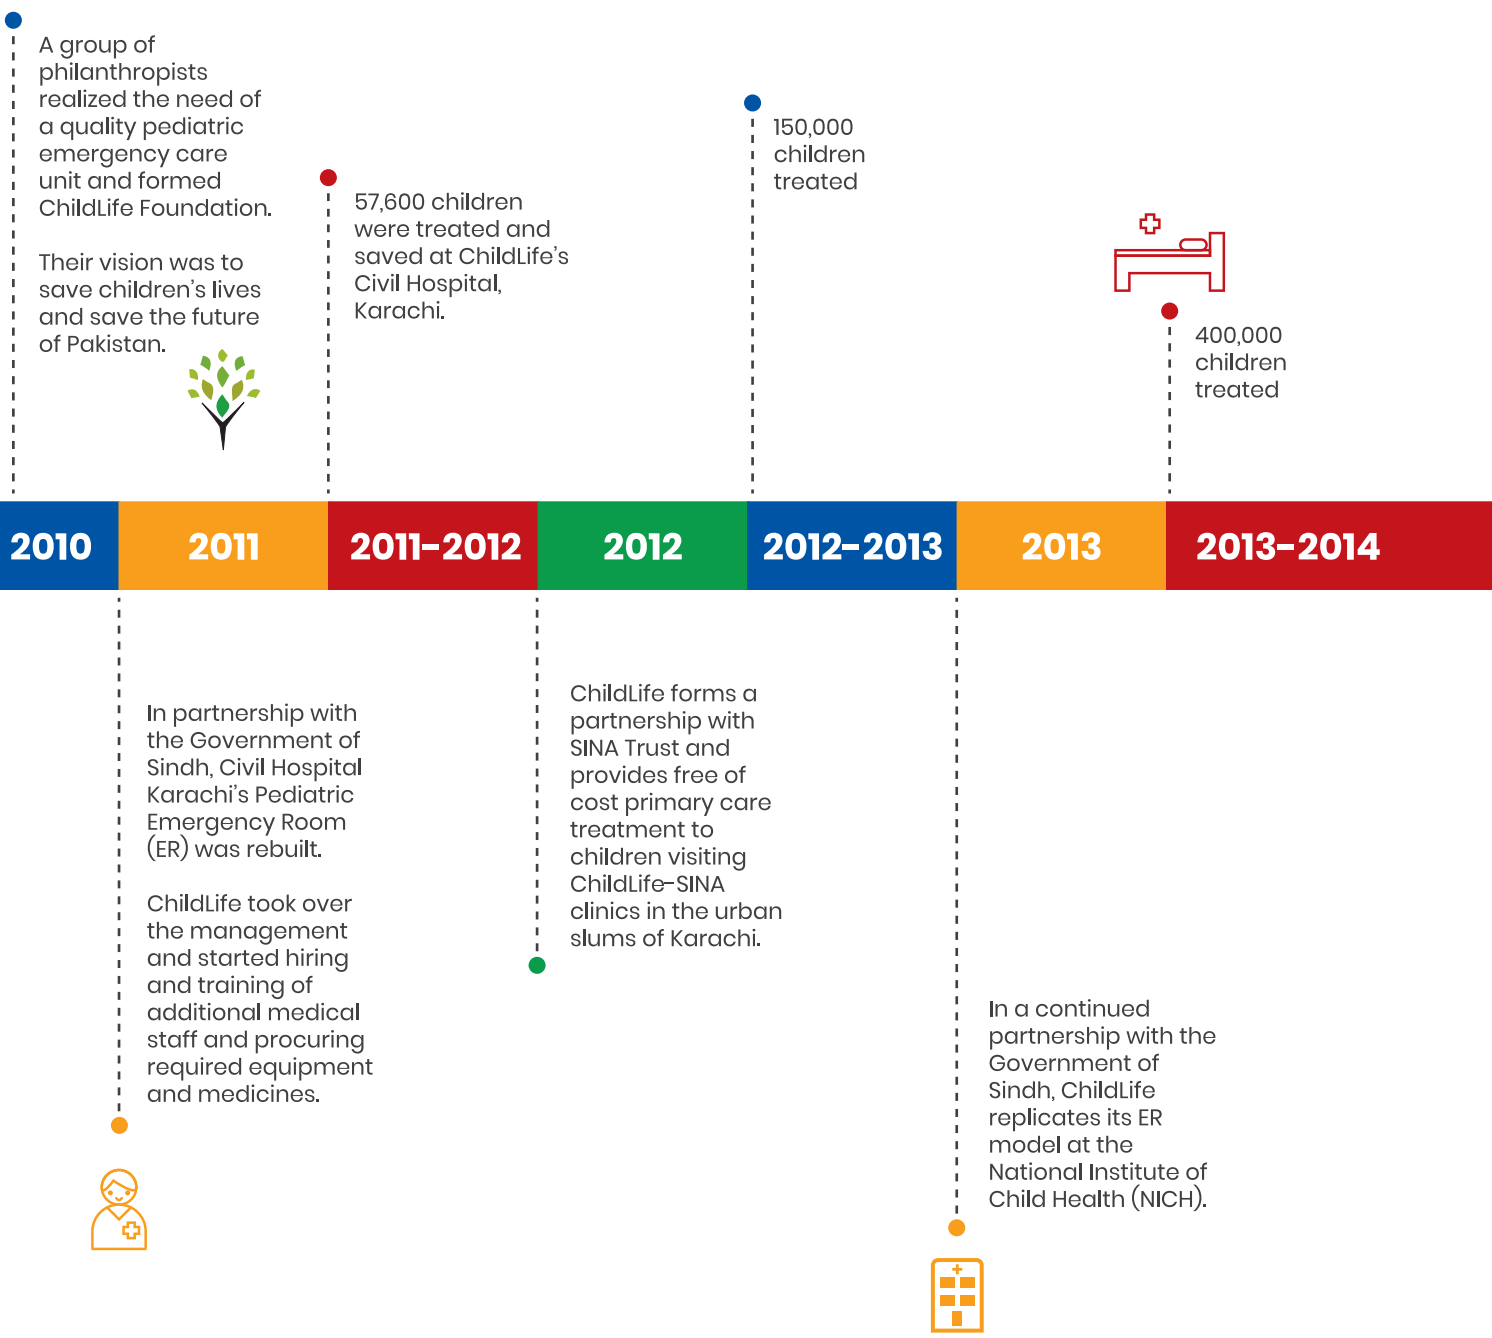 A group of
philanthropists
realized the need of
a quality pediatric
emergency care
unit and formed
ChildLife Foundation.
Their vision was to
save children's lives
and save the future
of Pakistan.
57,600 children
were treated and
saved at ChildLife's
Civil Hospital,
Karachi.
150,000
children
treated
400,000
children
treated
2010
2011
2011-2012
2012
2012-2013
2013
2013-2014
In partnership with
the Government of
Sindh, Civil Hospital
Karachi's Pediatric
Emergency Room
(ER) was rebuilt.
ChildLife took over
the management
and started hiring
and training of
additional medical
staff and procuring
required equipment
and medicines.
ChildLife forms a
partnership with
SINA Trust and
provides free of
cost primary care
treatment to
children visiting
ChildLife-SINA
clinics in the urban
slums of Karachi.
In a continued
partnership with the
Government of
Sindh, ChildLife
replicates its ER
model at the
National Institute of
Child Health (NICH).